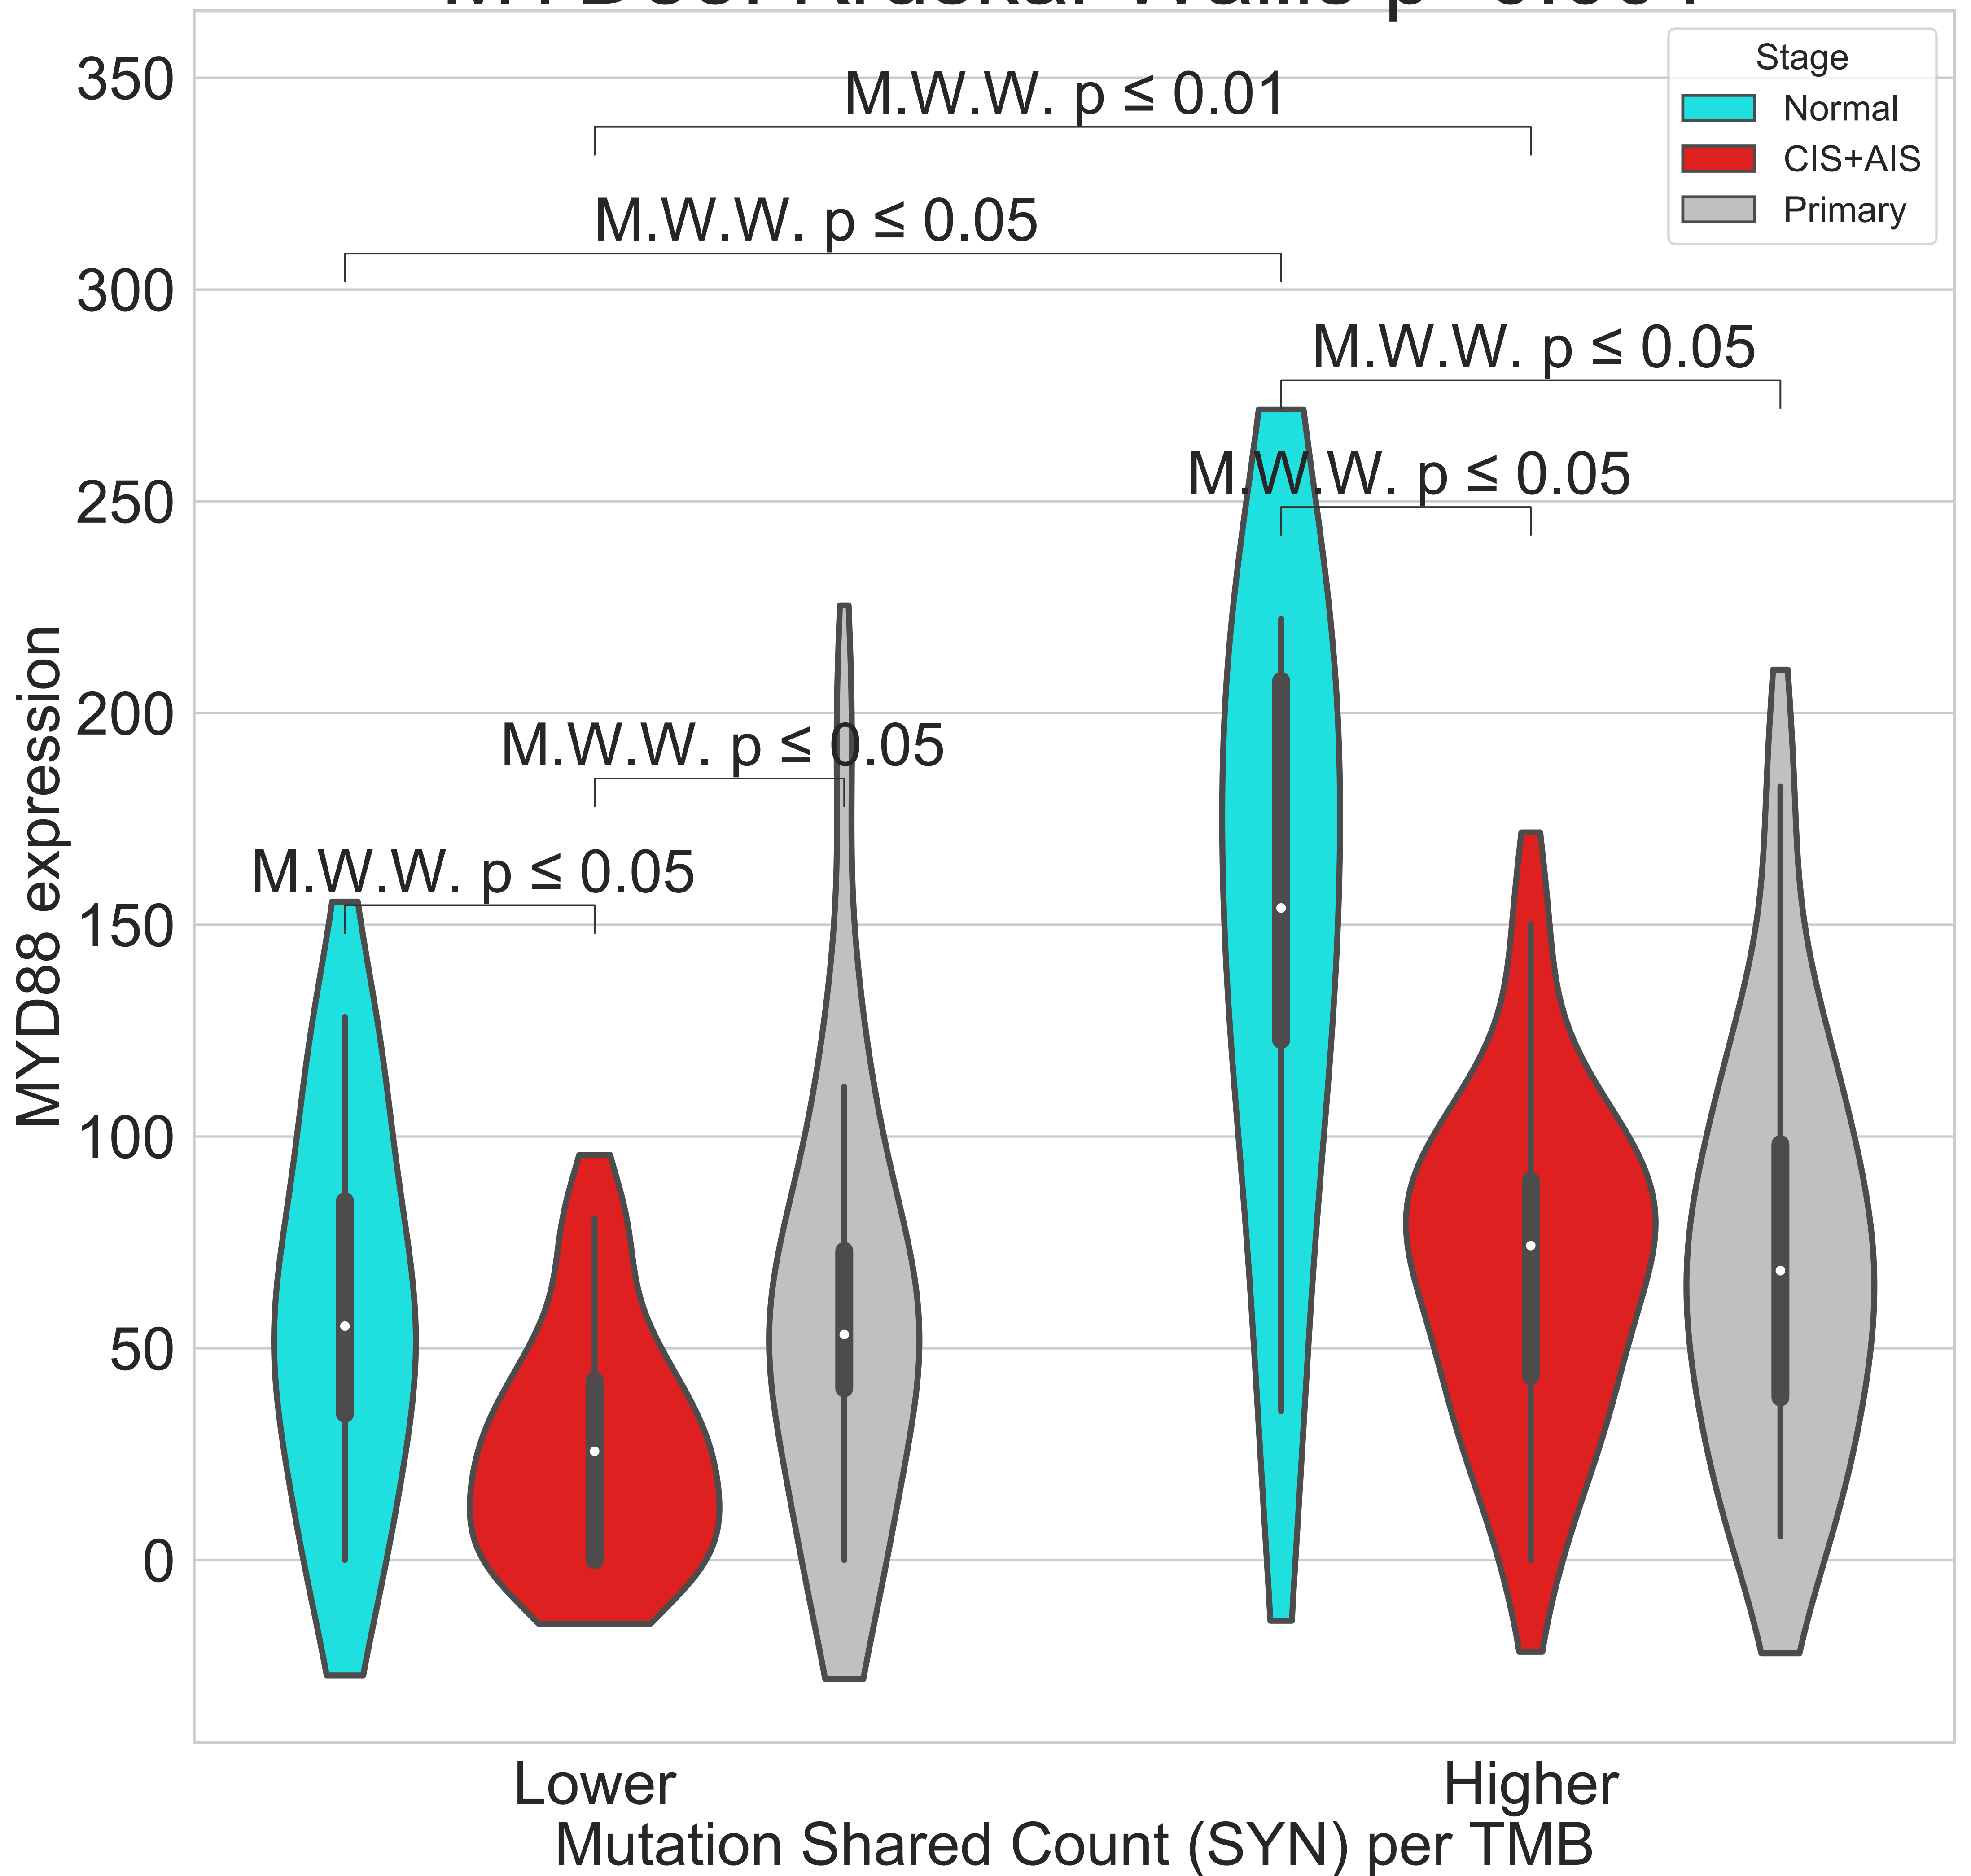 350
300
250
200
150
100
50
0
MYD88 expression
M.W.W. p ≤ 0.01
M.W.W. p ≤ 0.05
M.W.W. p ≤ 0.05
M.W.W. p ≤ 0.05
M.W.W. p ≤ 0.05
M.W.W. p ≤ 0.05
Stage
Normal
CIS+AIS
Primary
Lower
Higher
Mutation Shared Count (SYN) per TMB